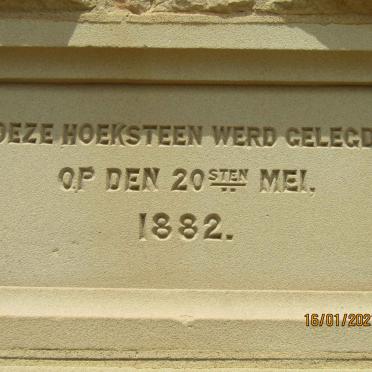 DEZE HOEKSTEEN WERD GELEGD
OP DEN 20STEN MEI.
1882.
16/01/202